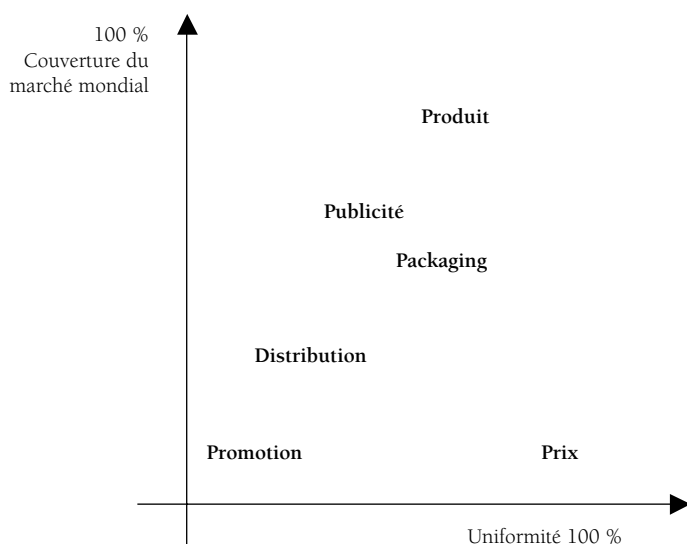 100 %
Couverture du
marché mondial
Produit
Publicité
Packaging
Distribution
Promotion Prix
Uniformité 100 %